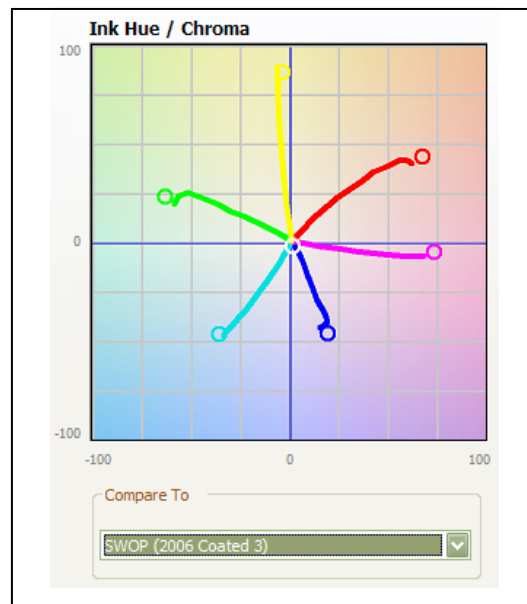 Ink Hue / Chroma
100
0
-100
-100 0 100
Compare To
SWOP (2006 Coated 3)